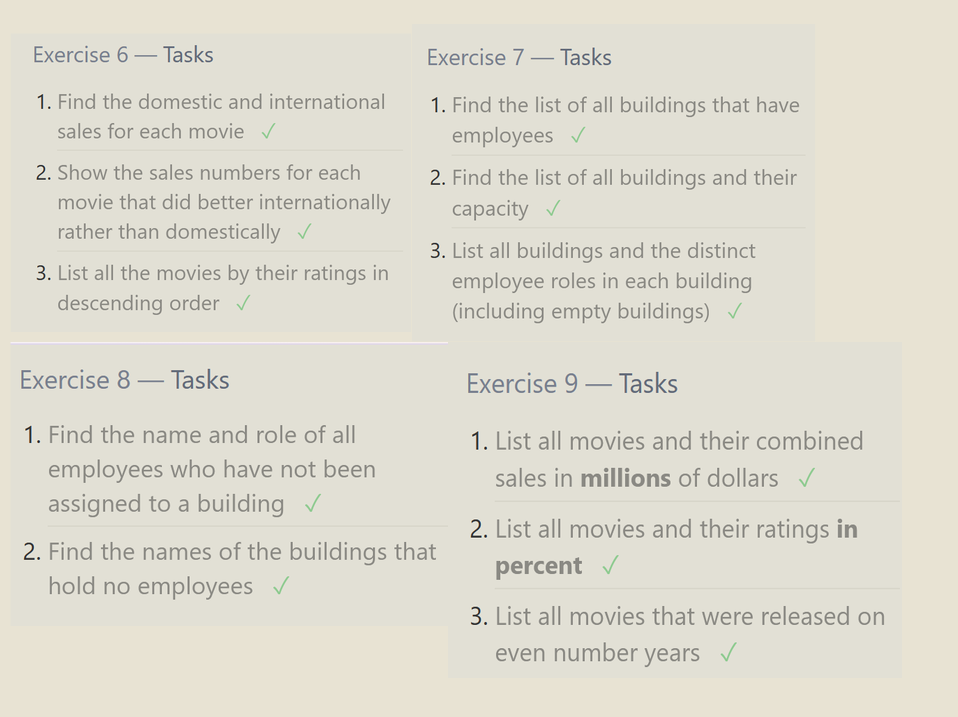 Exercise 6 — Tasks
1. Find the domestic and international
sales for each movie ✓
2. Show the sales numbers for each
movie that did better internationally
rather than domestically ✓
3. List all the movies by their ratings in
descending order ✓
Exercise 7 — Tasks
1. Find the list of all buildings that have
employees ✓
2. Find the list of all buildings and their
capacity ✓
3. List all buildings and the distinct
employee roles in each building
(including empty buildings) ✓
Exercise 8 — Tasks
1. Find the name and role of all
employees who have not been
assigned to a building ✓
2. Find the names of the buildings that
hold no employees ✓
Exercise 9 — Tasks
1. List all movies and their combined
sales in millions of dollars ✓
2. List all movies and their ratings in
percent ✓
3. List all movies that were released on
even number years ✓